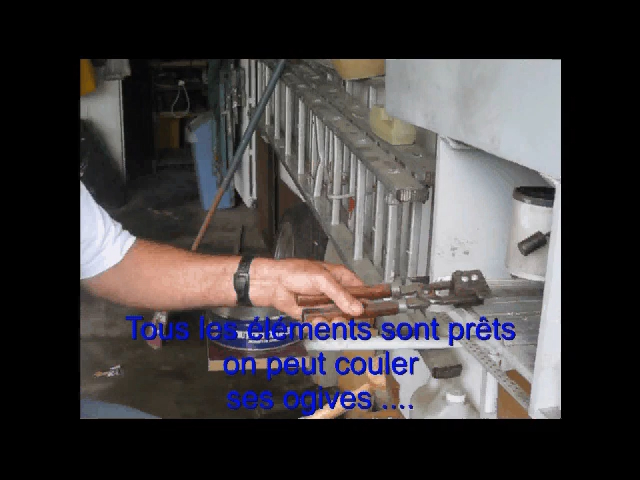 Tous les éléments sont prêts
on peut couler
ses ogives ....